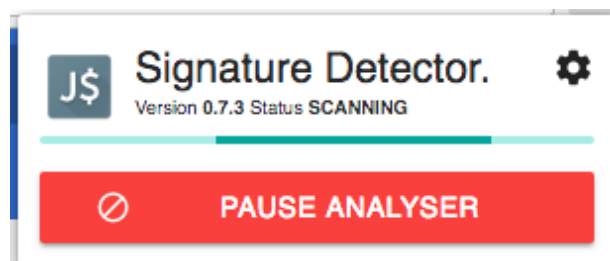 J$
Signature Detector.
Version 0.7.3 Status SCANNING
PAUSE ANALYSER